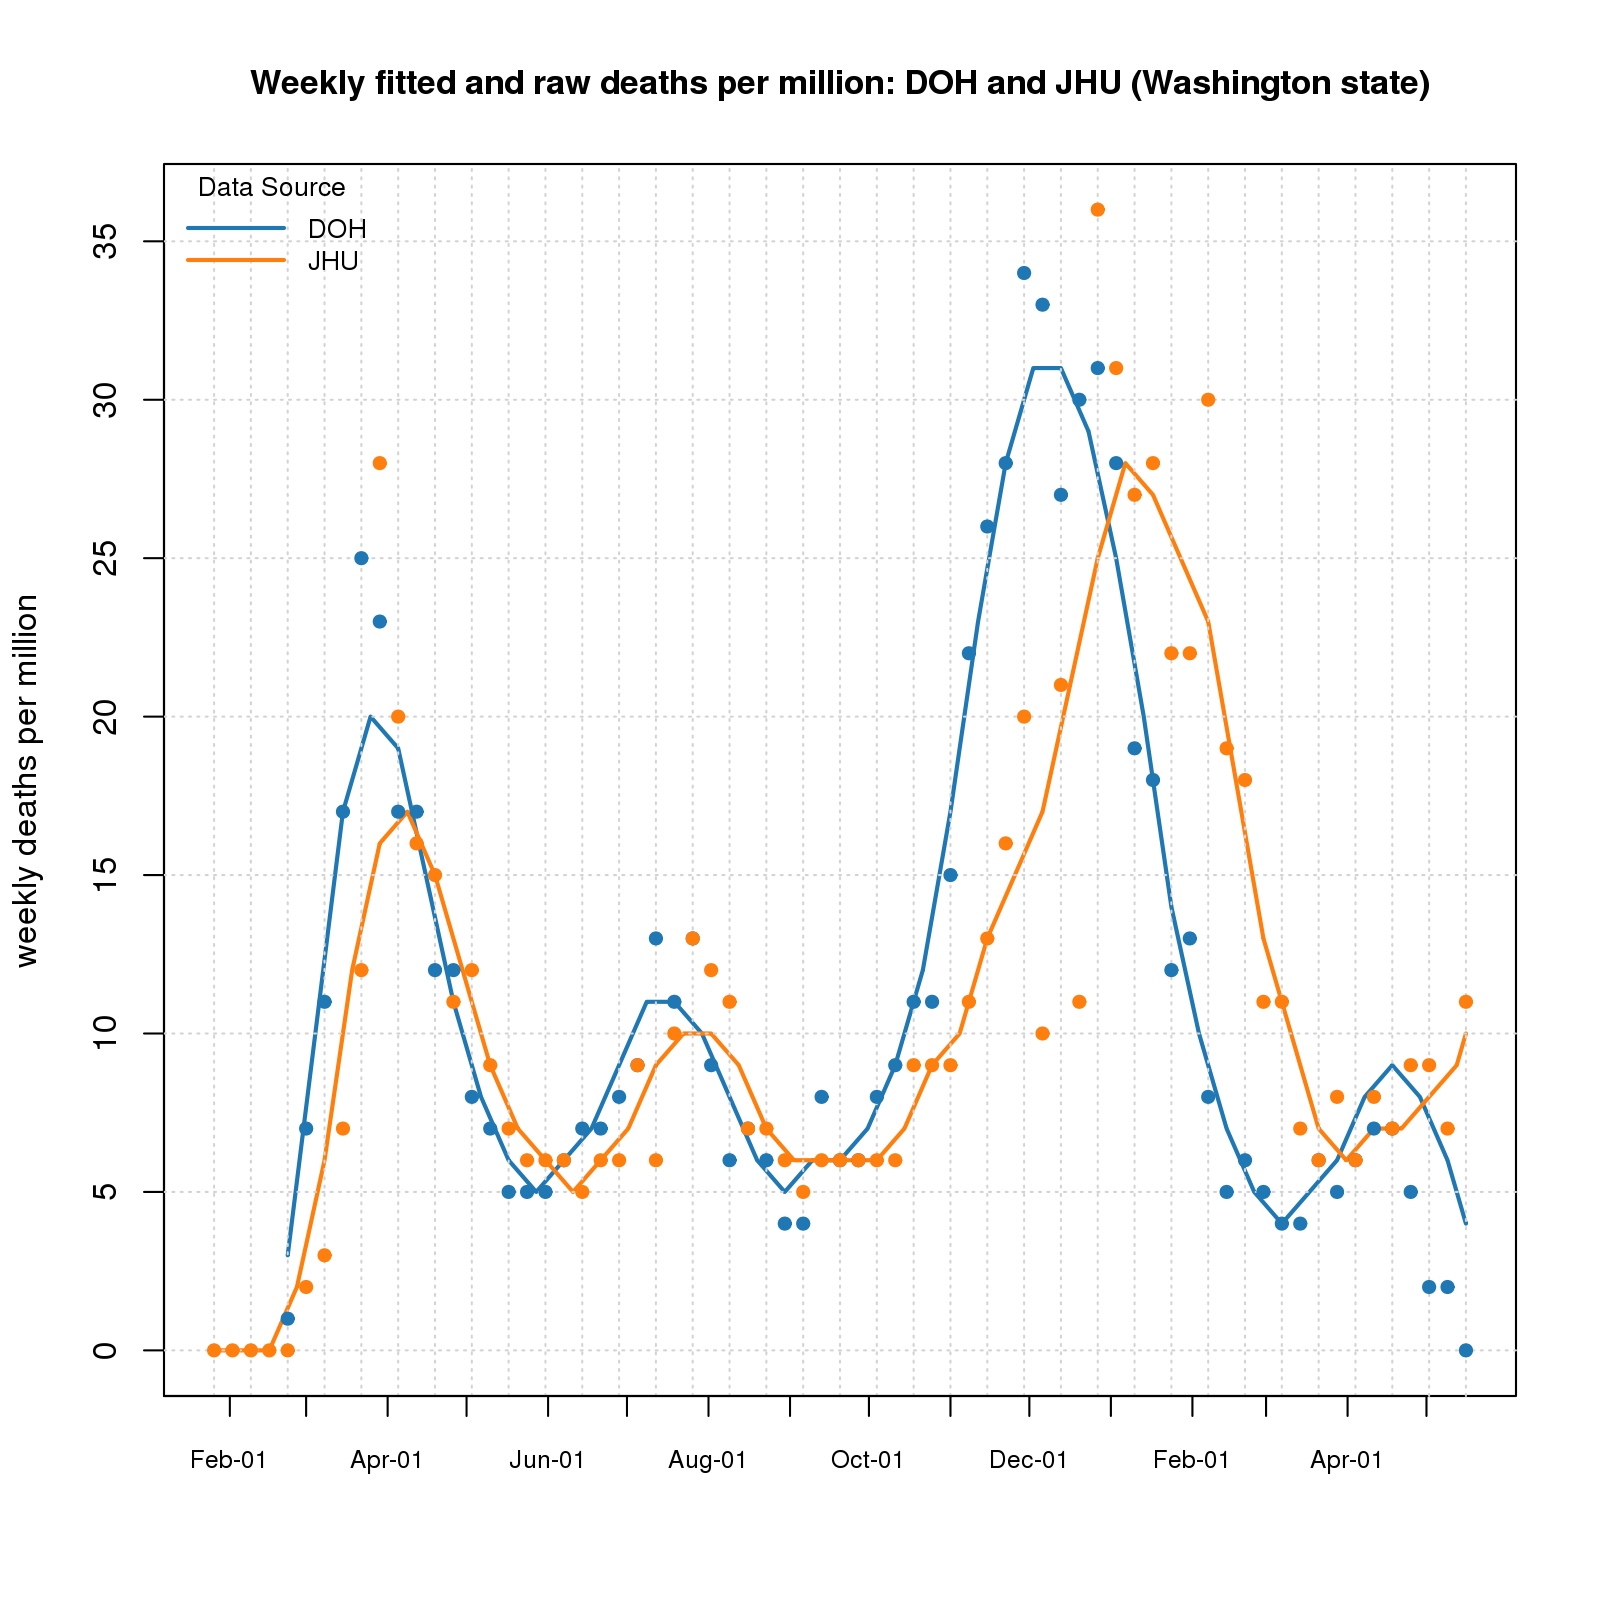 Weekly fitted and raw deaths per million: DOH and JHU (Washington state)
Data Source
DOH
JHU
weekly deaths per million
35
30
25
20
15
10
5
0
Feb-01 Apr-01 Jun-01 Aug-01 Oct-01 Dec-01 Feb-01 Apr-01